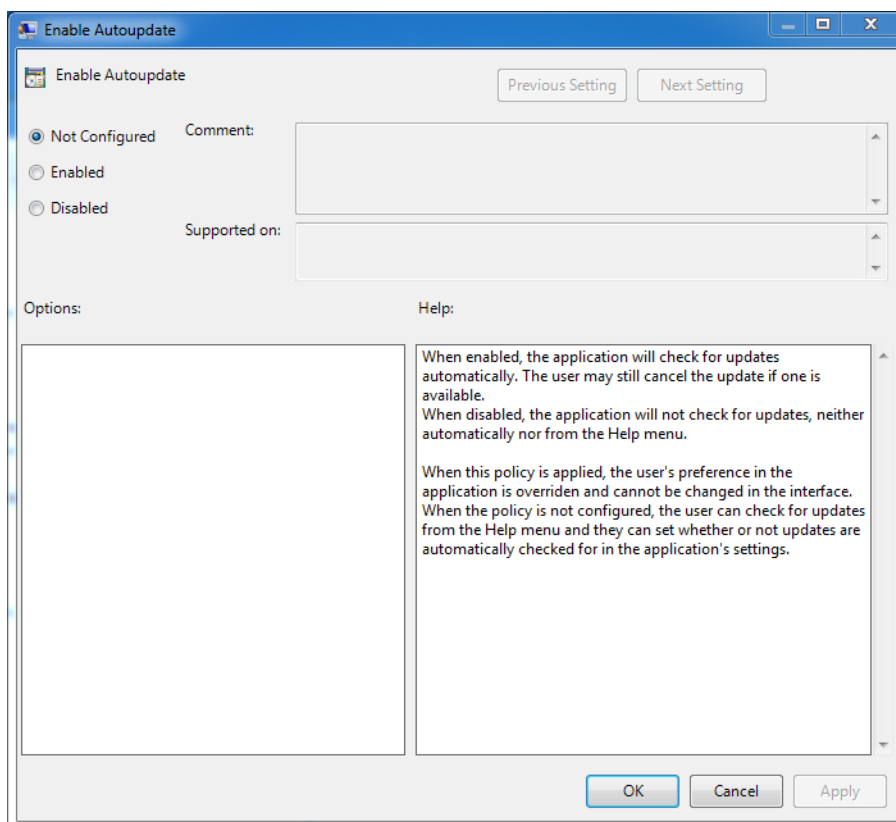 Enable Autoupdate
Enable Autoupdate
Previous Setting
Next Setting
Not Configured
Comment:
Enabled
Disabled
Supported on:
Options:
Help:
When enabled, the application will check for updates
automatically. The user may still cancel the update if one is
available.
When disabled, the application will not check for updates, neither
automatically nor from the Help menu.
When this policy is applied, the user's preference in the
application is overriden and cannot be changed in the interface.
When the policy is not configured, the user can check for updates
from the Help menu and they can set whether or not updates are
automatically checked for in the application's settings.
OK
Cancel
Apply